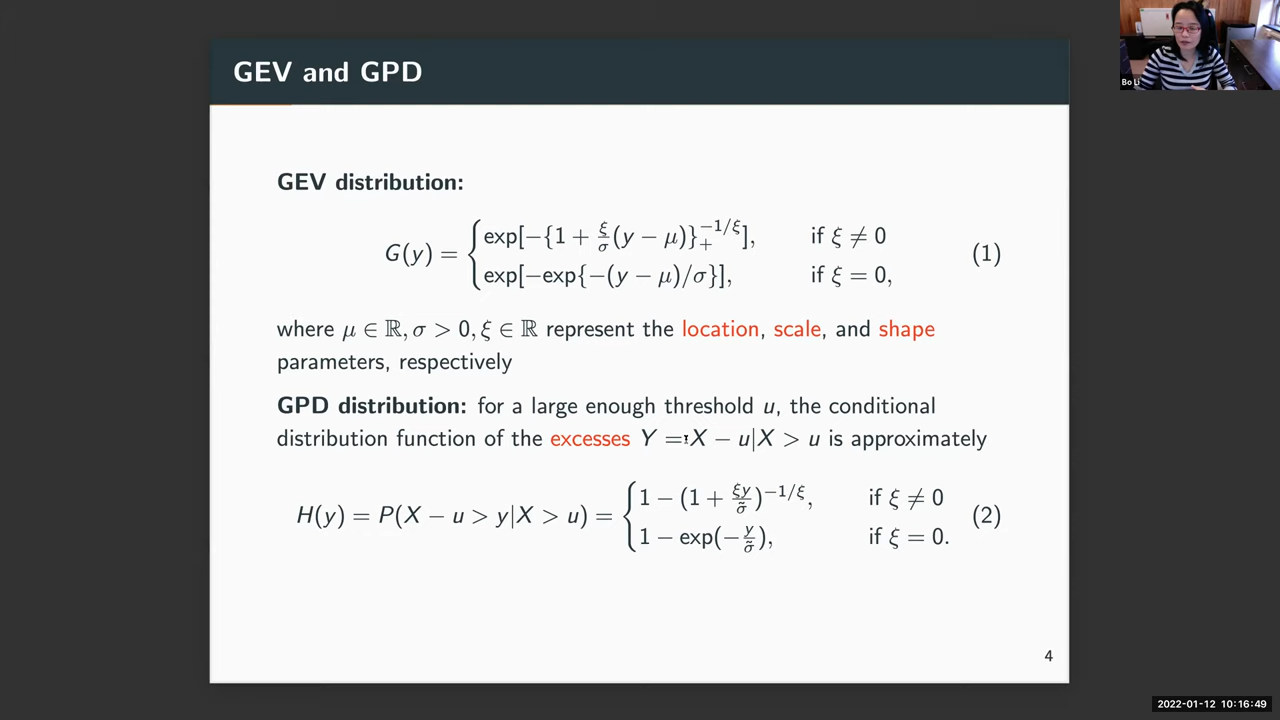 GEV and GPD
Bo Li
GEV distribution:
G(y) = { exp[−{1 + ξ/σ (y − μ)}₊^{−1/ξ}], if ξ ≠ 0 (1)
exp[−exp{−(y − μ)/σ}], if ξ = 0,
where μ ∈ ℝ, σ > 0, ξ ∈ ℝ represent the location, scale, and shape
parameters, respectively
GPD distribution: for a large enough threshold u, the conditional
distribution function of the excesses Y = X − u|X > u is approximately
H(y) = P(X − u > y|X > u) = { 1 − (1 + ξy/σ̃)^{−1/ξ}, if ξ ≠ 0 (2)
1 − exp(−y/σ̃), if ξ = 0.
4
2022-01-12 10:16:49